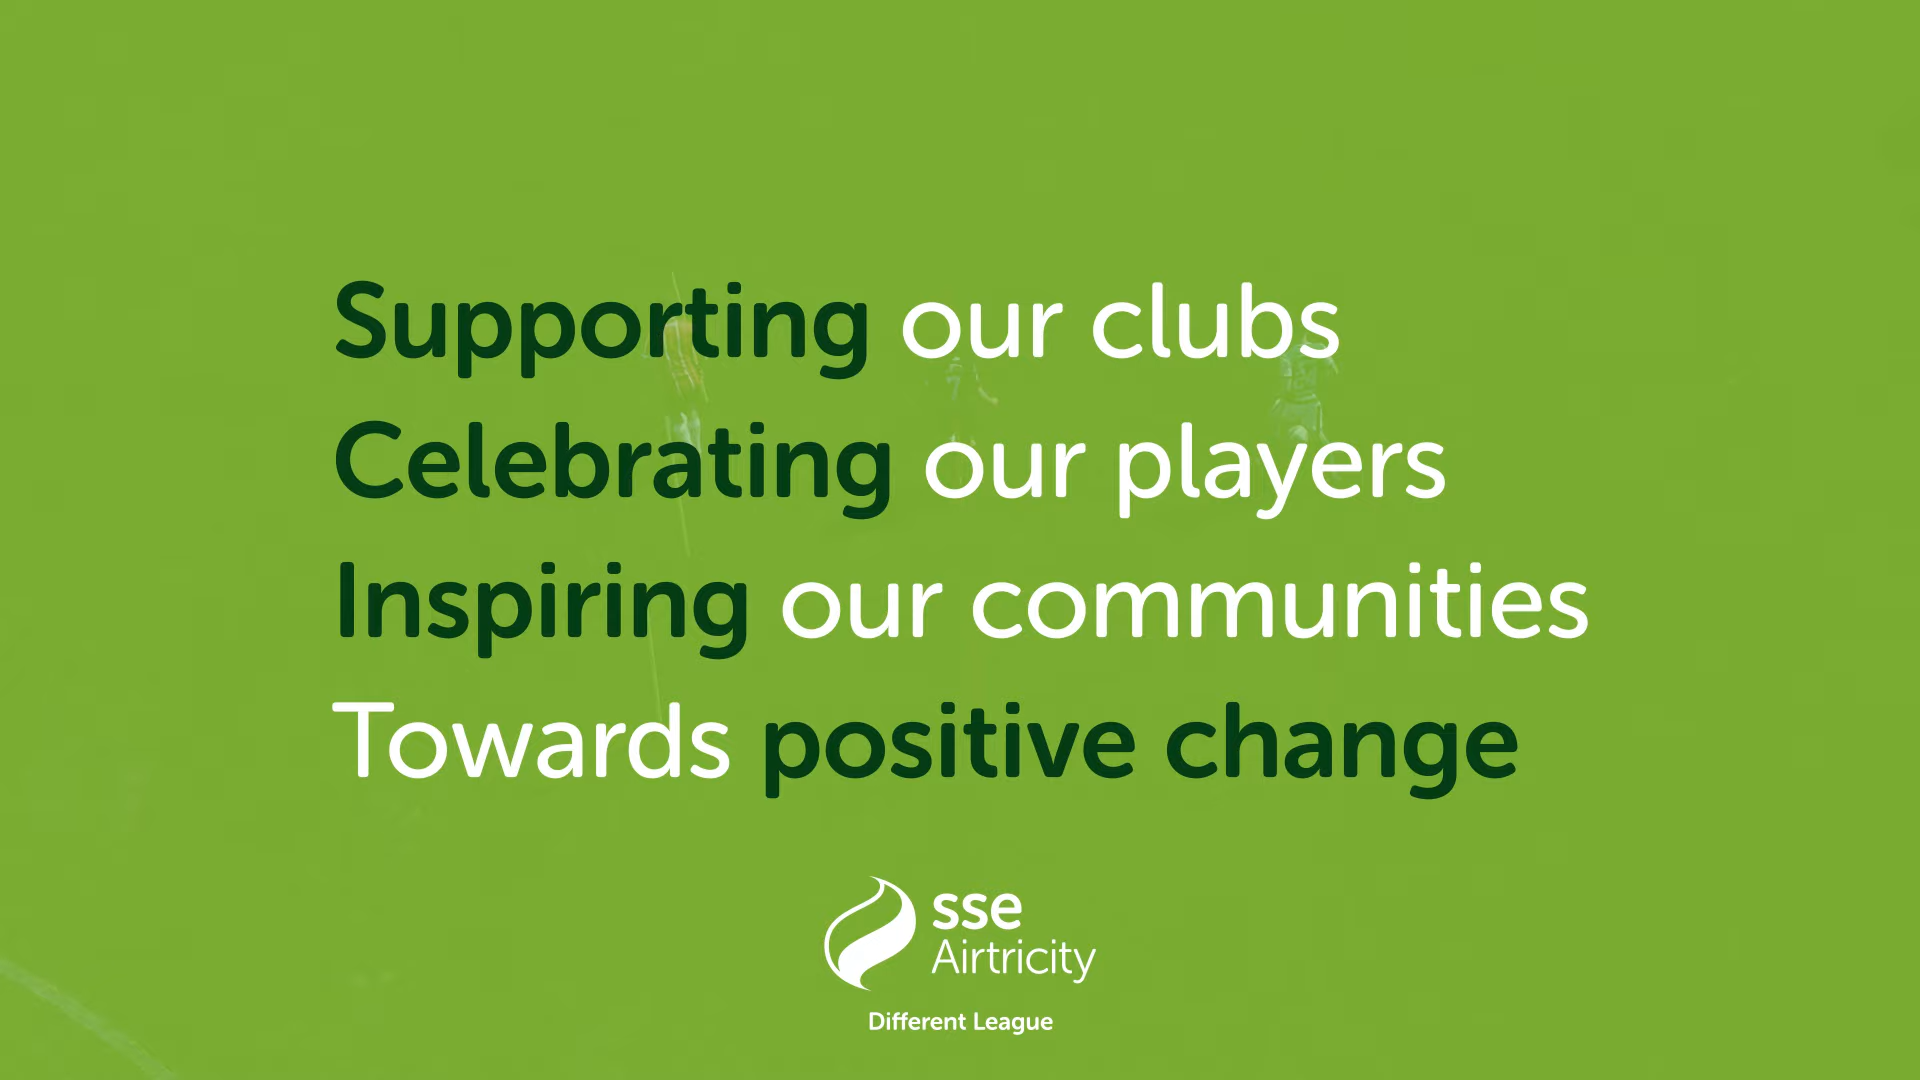 Supporting our clubs
Celebrating our players
Inspiring our communities
Towards positive change
sse
Airtricity
Different League